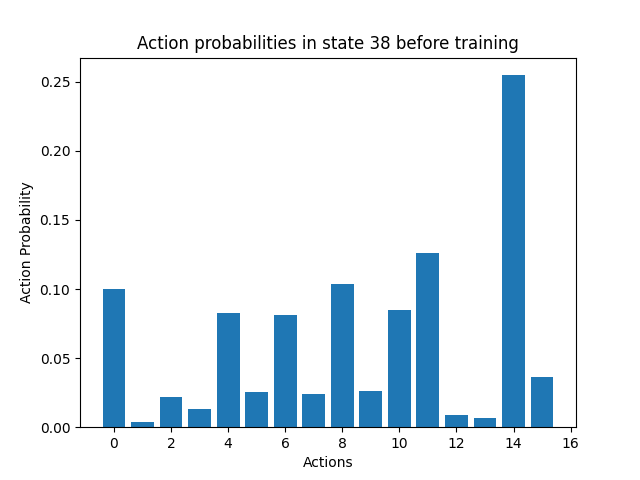 Action probabilities in state 38 before training
Action Probability
0.25
0.20
0.15
0.10
0.05
0.00
0 2 4 6 8 10 12 14 16
Actions